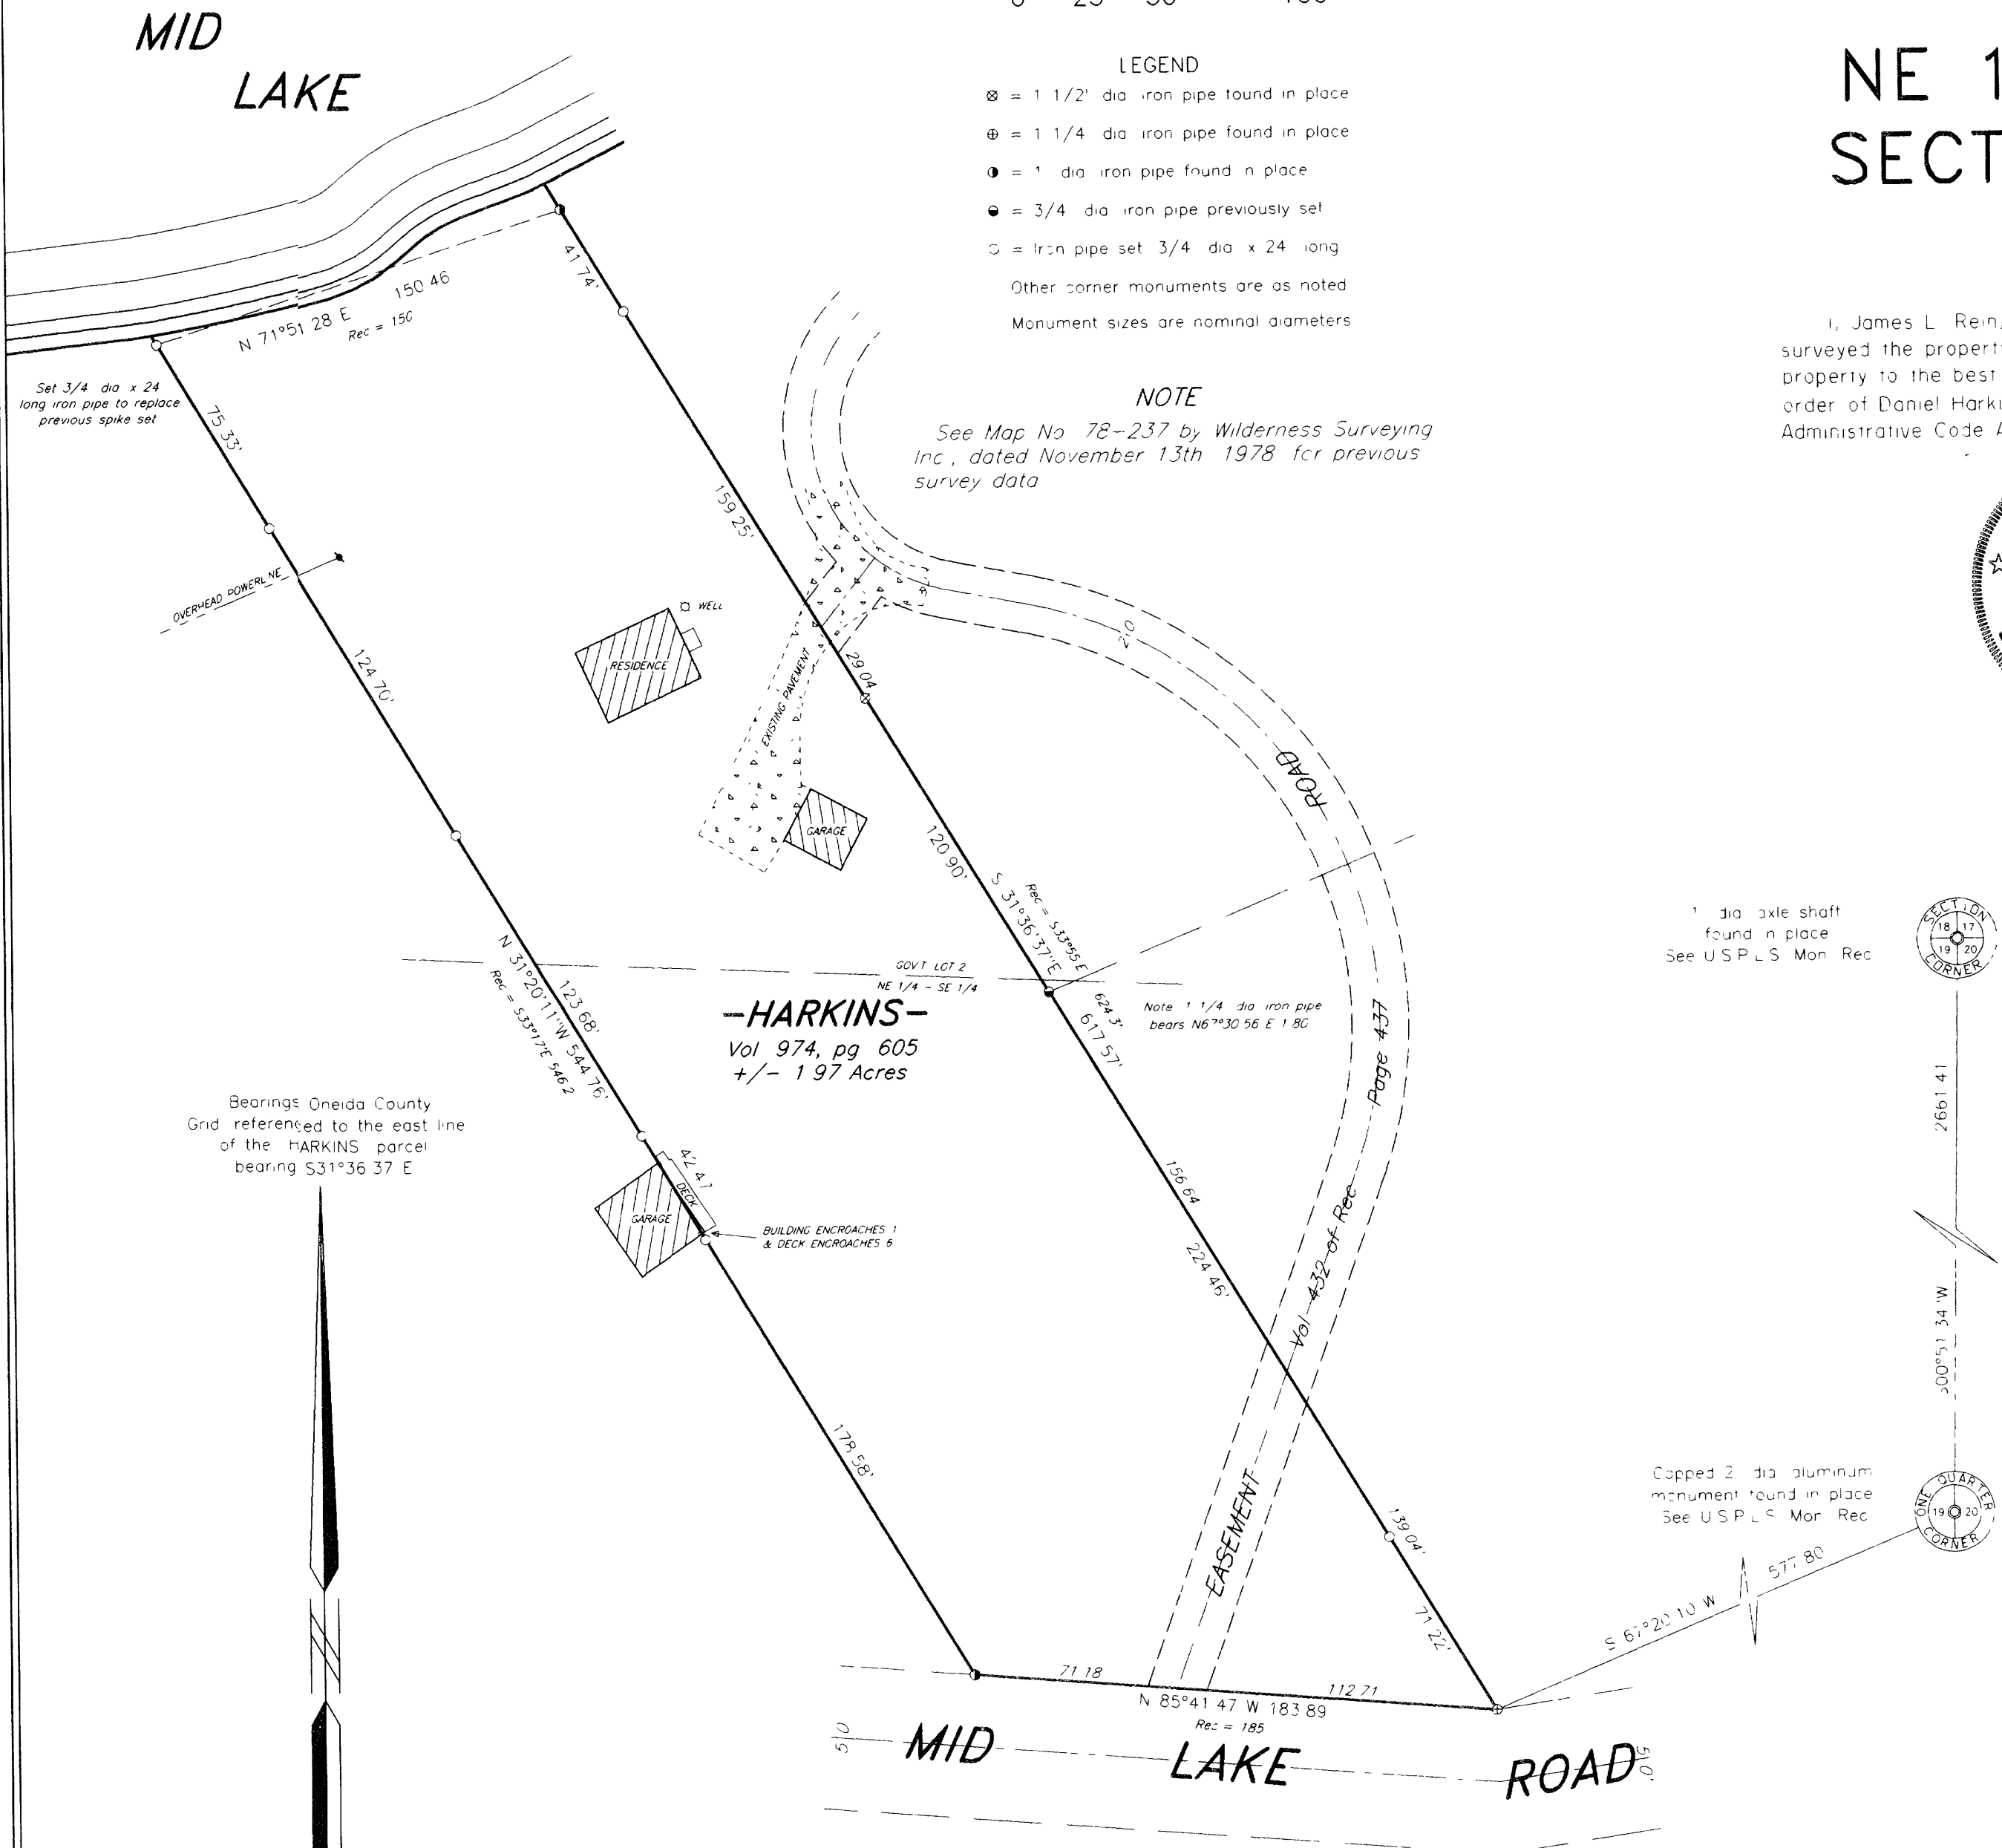 MID
LAKE
LEGEND
= 1 1/2' dia iron pipe found in place
= 1 1/4 dia iron pipe found in place
= 1 dia iron pipe found in place
= 3/4 dia iron pipe previously set
= Iron pipe set 3/4 dia x 24 long
Other corner monuments are as noted
Monument sizes are nominal diameters
NE 1
SECT
NOTE
See Map No 78-237 by Wilderness Surveying
Inc, dated November 13th 1978 for previous
survey data
I, James L Rein,
surveyed the property
property to the best
order of Daniel Harki
Administrative Code A
N 71°51 28 E 150 46
Rec = 150
41 74'
Set 3/4 dia x 24
long iron pipe to replace
previous spike set
75 33'
159 25'
OVERHEAD POWERLINE
WELL
RESIDENCE
124 70'
EXISTING PAVEMENT
29 04
GARAGE
120 90'
ROAD
S 31°36'37"E
Rec = S33°55 E
624 3'
617 57'
GOVT LOT 2
NE 1/4 - SE 1/4
-HARKINS-
Vol 974, pg 605
+/- 1 97 Acres
Note 1 1/4 dia iron pipe
bears N67°30 56 E 1 80
N 31°20'11"W 544 76'
Rec = S33°17'E 546 2
123 68'
1 dia axle shaft
found in place
See U S P L S Mon Rec
SECTION
18 17
19 20
CORNER
Bearings Oneida County
Grid referenced to the east line
of the HARKINS parcel
bearing S31°36 37 E
42 41
DECK
GARAGE
BUILDING ENCROACHES 1
& DECK ENCROACHES 6
156 64
224 46'
Vol 432 of Rec Page 437
2661 41
S00°51 34"W
178 58'
EASEMENT
139 04'
71 22'
Capped 2 dia aluminum
monument found in place
See U S P L S Mon Rec
ONE QUARTER
19 20
CORNER
S 67°20 10 W 577 80
71 18
112 71
N 85°41 47 W 183 89
Rec = 185
MID LAKE ROAD